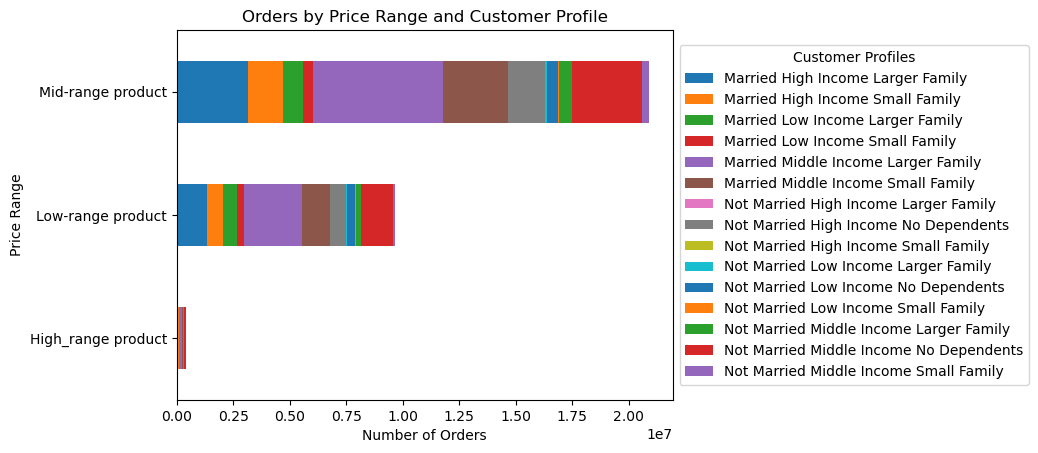 Orders by Price Range and Customer Profile
Price Range
Mid-range product
Low-range product
High_range product
0.00 0.25 0.50 0.75 1.00 1.25 1.50 1.75 2.00
1e7
Number of Orders
Customer Profiles
Married High Income Larger Family
Married High Income Small Family
Married Low Income Larger Family
Married Low Income Small Family
Married Middle Income Larger Family
Married Middle Income Small Family
Not Married High Income Larger Family
Not Married High Income No Dependents
Not Married High Income Small Family
Not Married Low Income Larger Family
Not Married Low Income No Dependents
Not Married Low Income Small Family
Not Married Middle Income Larger Family
Not Married Middle Income No Dependents
Not Married Middle Income Small Family